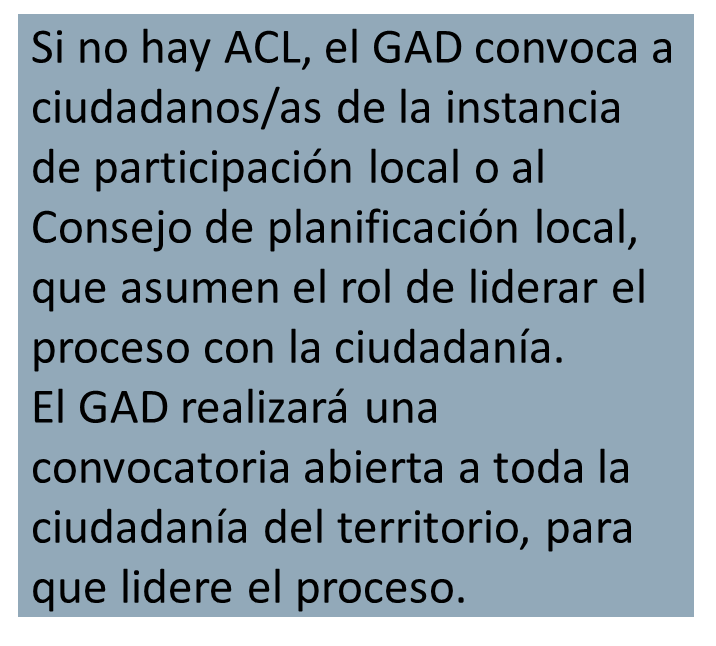 Si no hay ACL, el GAD convoca a
ciudadanos/as de la instancia
de participación local o al
Consejo de planificación local,
que asumen el rol de liderar el
proceso con la ciudadanía.
El GAD realizará una
convocatoria abierta a toda la
ciudadanía del territorio, para
que lidere el proceso.